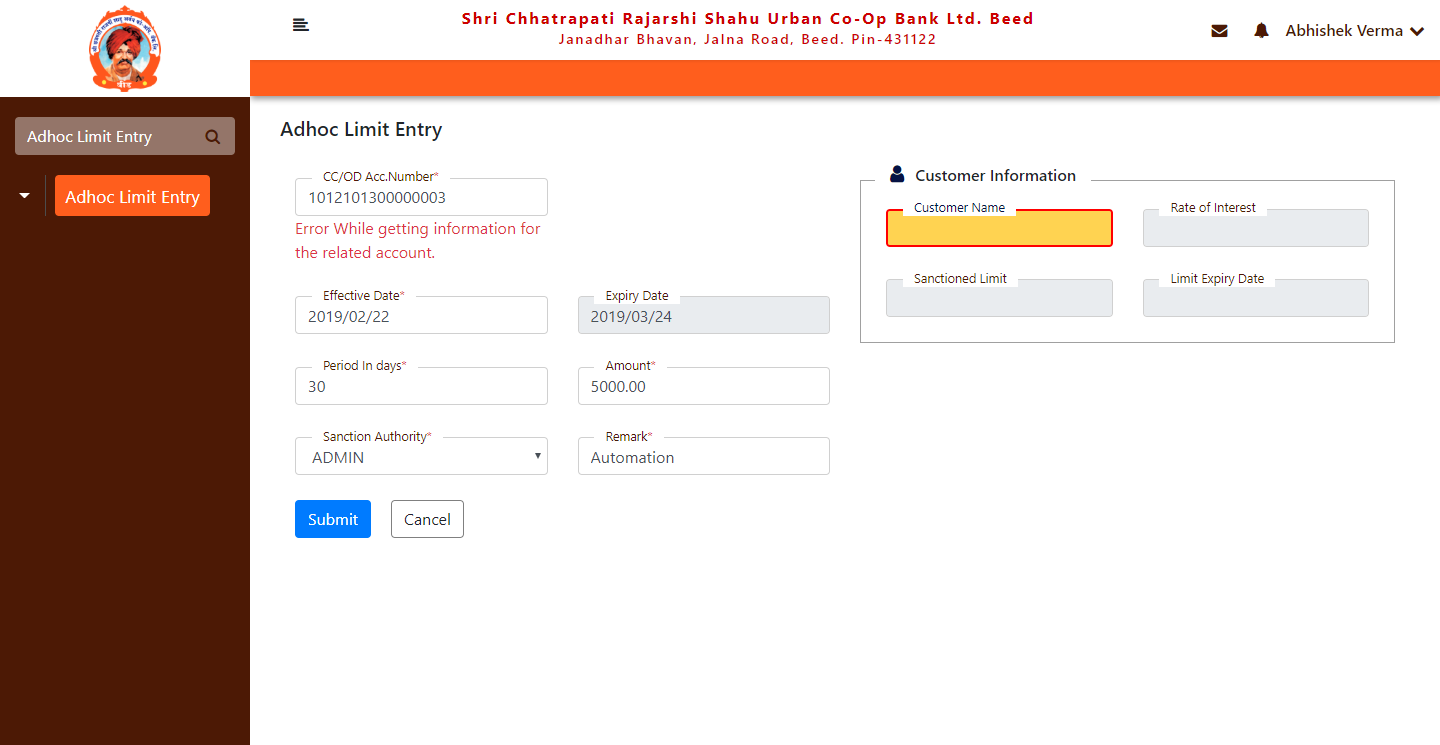 Shri Chhatrapati Rajarshi Shahu Urban Co-Op Bank Ltd. Beed
Janadhar Bhavan, Jalna Road, Beed. Pin-431122
Abhishek Verma
बीड
Adhoc Limit Entry
Adhoc Limit Entry
Adhoc Limit Entry
CC/OD Acc.Number*
1012101300000003
Error While getting information for
the related account.
Effective Date*
2019/02/22
Expiry Date
2019/03/24
Period In days*
30
Amount*
5000.00
Sanction Authority*
ADMIN
Remark*
Automation
Submit
Cancel
Customer Information
Customer Name
Rate of Interest
Sanctioned Limit
Limit Expiry Date